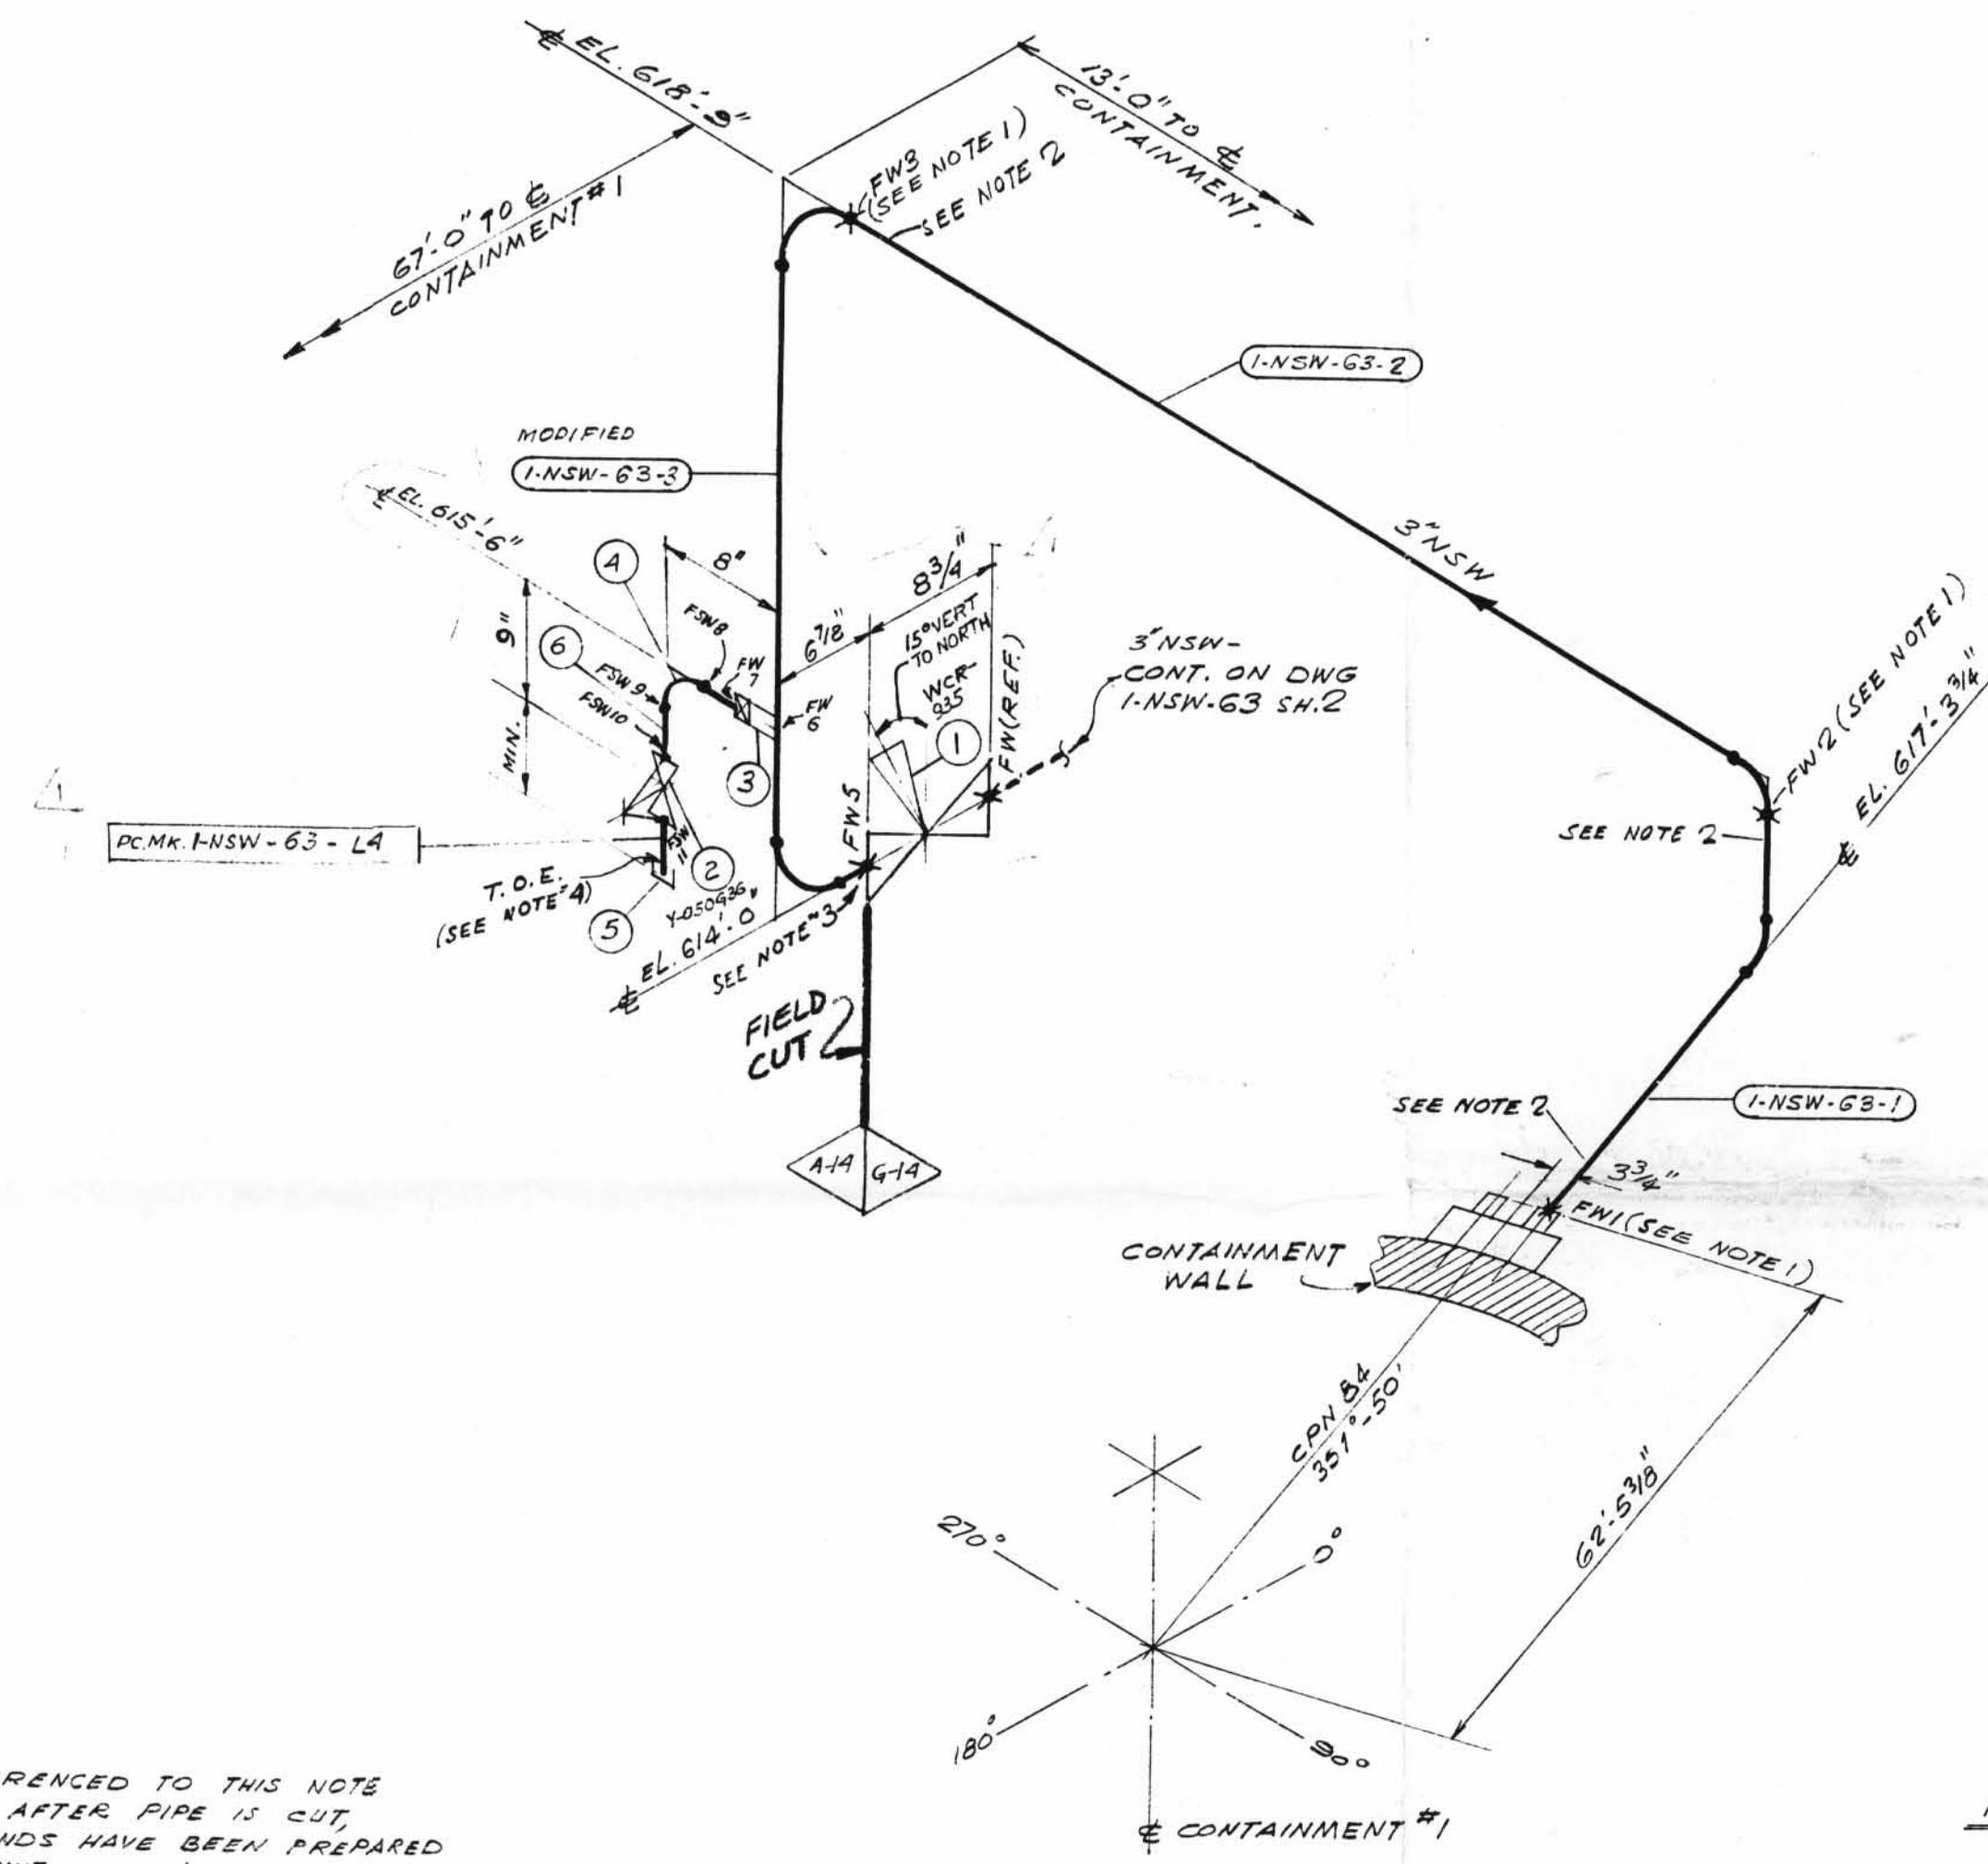 ℄ EL. 618'-9"
13'-0" TO ℄
CONTAINMENT.
67'-0" TO ℄
CONTAINMENT #1
FW3
(SEE NOTE 1)
SEE NOTE 2
1-NSW-63-2
MODIFIED
1-NSW-63-3
3" NSW
℄ EL. 615'-6"
4
8"
8 3/4"
9"
6
FSW8
FW
7
6 7/8"
15° VERT
TO NORTH
WCR-
935
1
FW(REF.)
3" NSW-
CONT. ON DWG
1-NSW-63 SH.2
FSW9
FSW10
FW
6
MIN.
3
FW5
FW2 (SEE NOTE 1)
℄ EL. 617'-3 3/4"
SEE NOTE 2
PC.MK. 1-NSW-63-L4
FSW
11
2
T.O.E.
(SEE NOTE #4)
5
Y-050G36
℄ EL. 614'-0"
SEE NOTE #3
FIELD
CUT
A-14
G-14
SEE NOTE 2
1-NSW-63-1
3 3/4"
FW1 (SEE NOTE 1)
CONTAINMENT
WALL
CPN 84
351°-50'
62'-5 3/8"
270°
0°
180°
90°
℄ CONTAINMENT #1
RENCED TO THIS NOTE
AFTER PIPE IS CUT,
NDS HAVE BEEN PREPARED